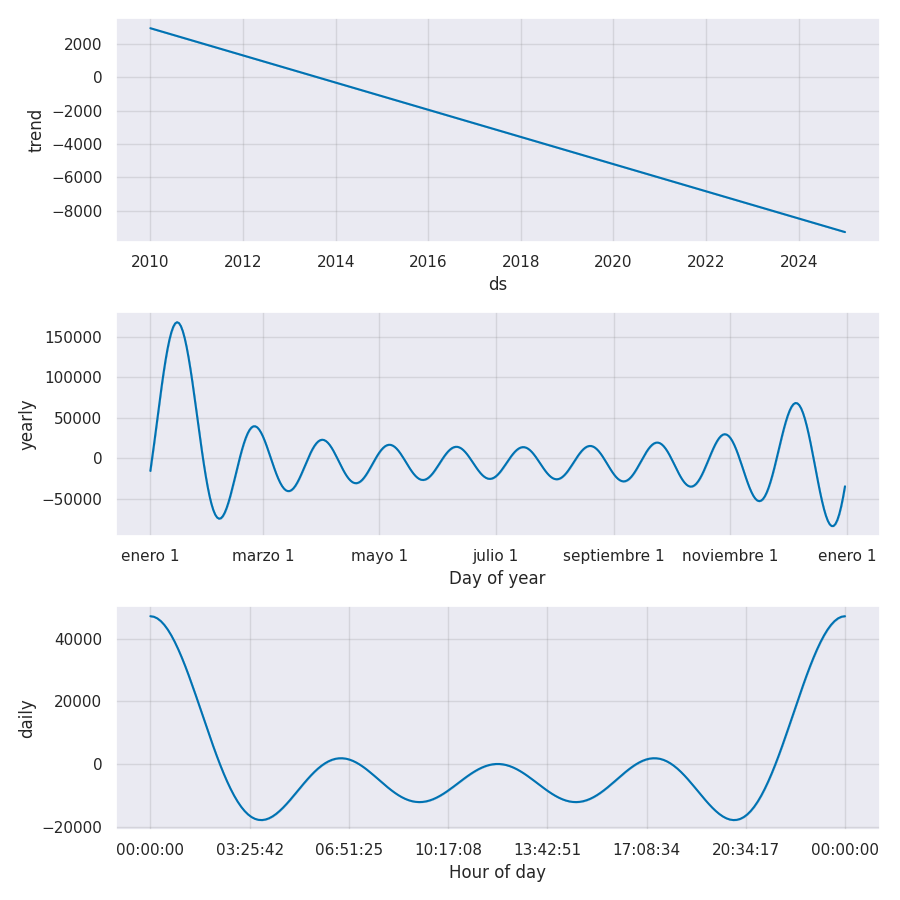 2000
0
−2000
−4000
−6000
−8000
trend
2010 2012 2014 2016 2018 2020 2022 2024
ds
150000
100000
50000
0
−50000
yearly
enero 1 marzo 1 mayo 1 julio 1 septiembre 1 noviembre 1 enero 1
Day of year
40000
20000
0
−20000
daily
00:00:00 03:25:42 06:51:25 10:17:08 13:42:51 17:08:34 20:34:17 00:00:00
Hour of day